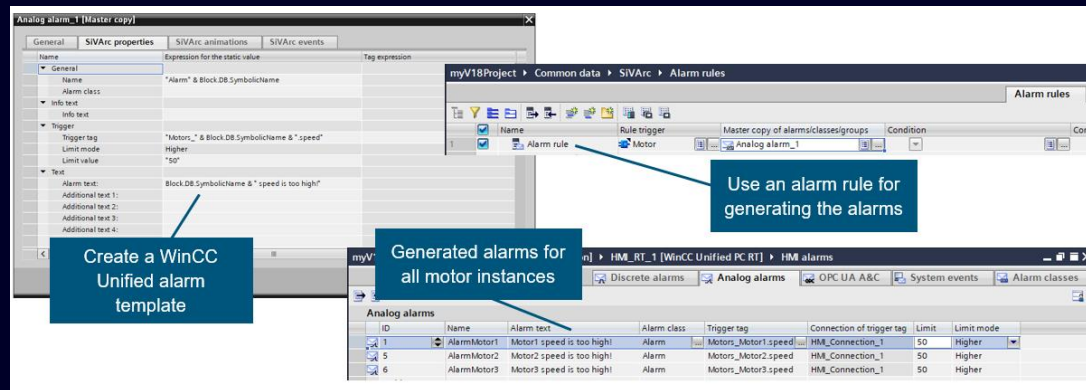 Analog alarm_1 [Master copy]
General SiVArc properties SiVArc animations SiVArc events
Name Expression for the static value Tag expression
General
Name "Alarm" & Block.DB.SymbolicName
Alarm class
Info text
Info text
Trigger
Trigger tag "Motors_" & Block.DB.SymbolicName & ".speed"
Limit mode Higher
Limit value "50"
Text
Alarm text: Block.DB.SymbolicName & " speed is too high!"
Additional text 1:
Additional text 2:
Additional text 3:
Additional text 4:
Create a WinCC
Unified alarm
template
myV18Project Common data SiVArc Alarm rules
Alarm rules
Name Rule trigger Master copy of alarms/classes/groups Condition
1 Alarm rule Motor Analog alarm_1
Use an alarm rule for
generating the alarms
Generated alarms for
all motor instances
HMI_RT_1 [WinCC Unified PC RT] HMI alarms
Discrete alarms Analog alarms OPC UA A&C System events Alarm classes
Analog alarms
ID Name Alarm text Alarm class Trigger tag Connection of trigger tag Limit Limit mode
1 AlarmMotor1 Motor1 speed is too high! Alarm Motors_Motor1.speed HMI_Connection_1 50 Higher
5 AlarmMotor2 Motor2 speed is too high! Alarm Motors_Motor2.speed HMI_Connection_1 50 Higher
6 AlarmMotor3 Motor3 speed is too high! Alarm Motors_Motor3.speed HMI_Connection_1 50 Higher